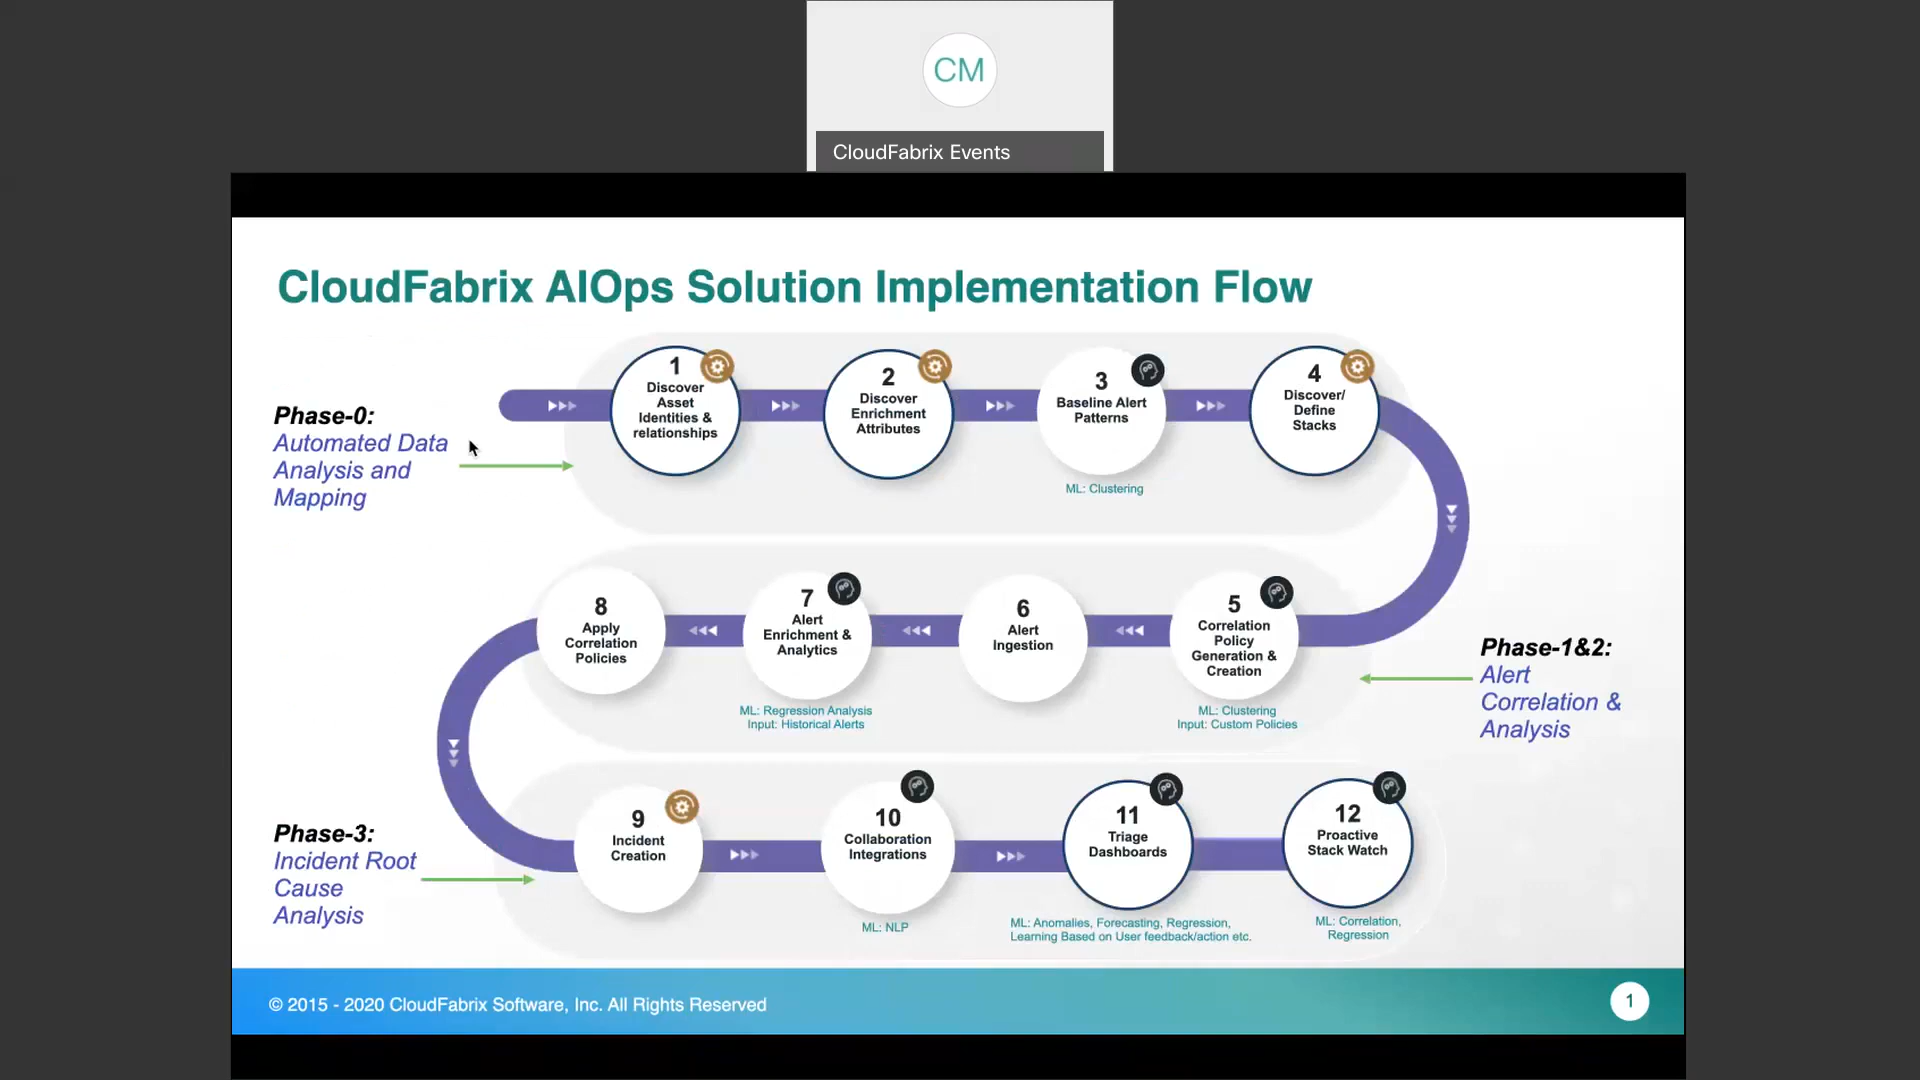 CM
CloudFabrix Events
CloudFabrix AIOps Solution Implementation Flow
Phase-0:
Automated Data
Analysis and
Mapping
1
Discover
Asset
Identities &
relationships
2
Discover
Enrichment
Attributes
3
Baseline Alert
Patterns
ML: Clustering
4
Discover/
Define
Stacks
8
Apply
Correlation
Policies
7
Alert
Enrichment &
Analytics
ML: Regression Analysis
Input: Historical Alerts
6
Alert
Ingestion
5
Correlation
Policy
Generation &
Creation
ML: Clustering
Input: Custom Policies
Phase-1&2:
Alert
Correlation &
Analysis
Phase-3:
Incident Root
Cause
Analysis
9
Incident
Creation
10
Collaboration
Integrations
ML: NLP
11
Triage
Dashboards
ML: Anomalies, Forecasting, Regression,
Learning Based on User feedback/action etc.
12
Proactive
Stack Watch
ML: Correlation,
Regression
© 2015 - 2020 CloudFabrix Software, Inc. All Rights Reserved
1